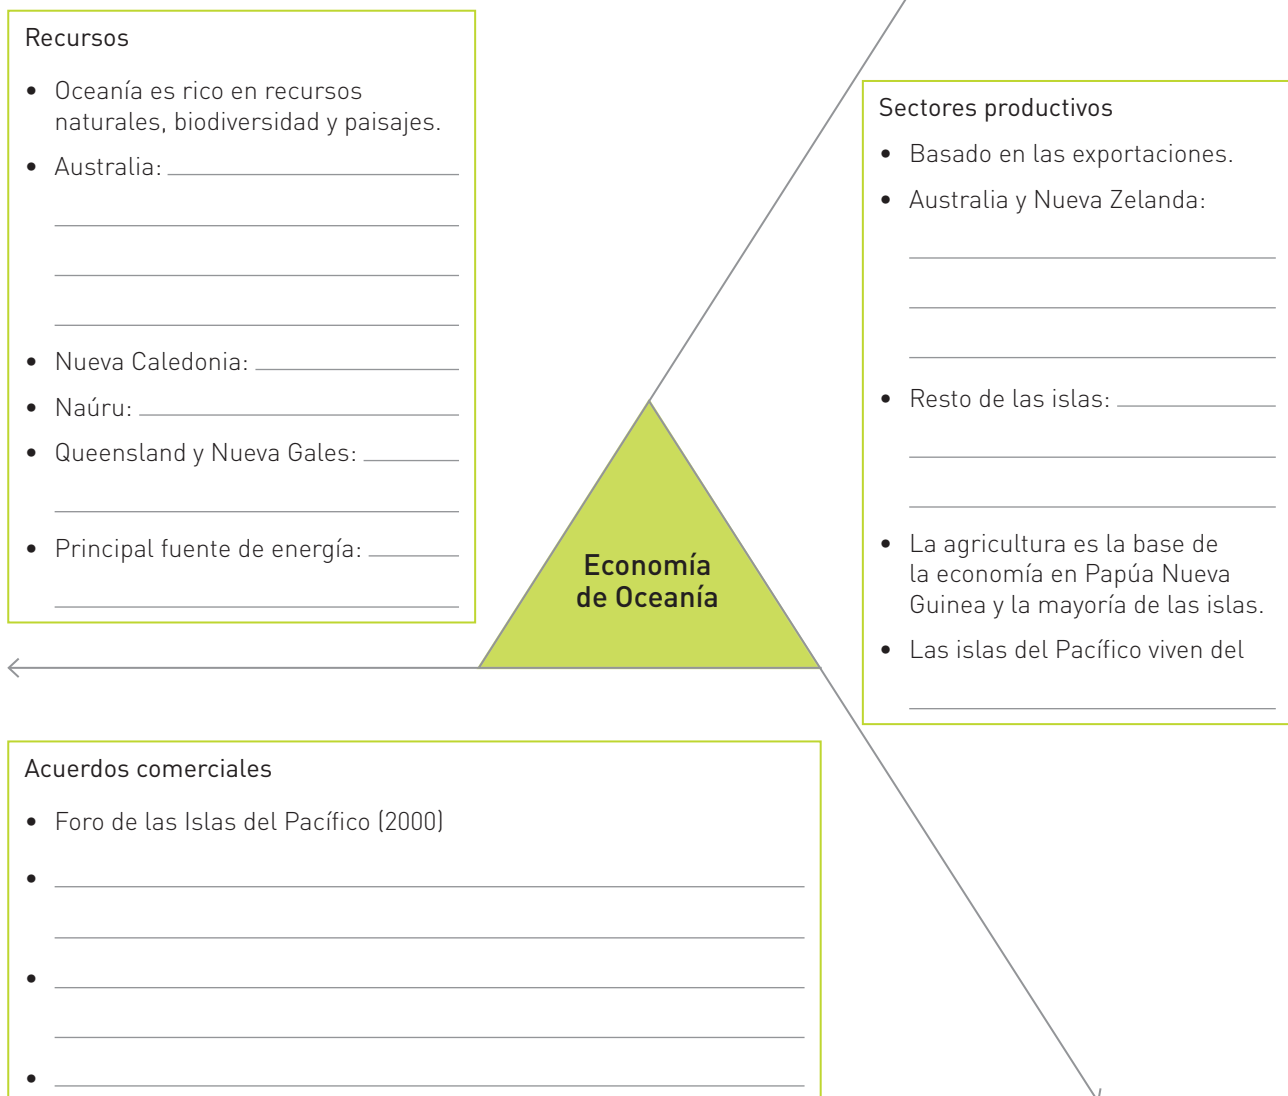 Recursos
• Oceanía es rico en recursos
naturales, biodiversidad y paisajes.
• Australia:
• Nueva Caledonia:
• Naúru:
• Queensland y Nueva Gales:
• Principal fuente de energía:
Economía
de Oceanía
Sectores productivos
• Basado en las exportaciones.
• Australia y Nueva Zelanda:
• Resto de las islas:
• La agricultura es la base de
la economía en Papúa Nueva
Guinea y la mayoría de las islas.
• Las islas del Pacífico viven del
Acuerdos comerciales
• Foro de las Islas del Pacífico (2000)
•
•
•